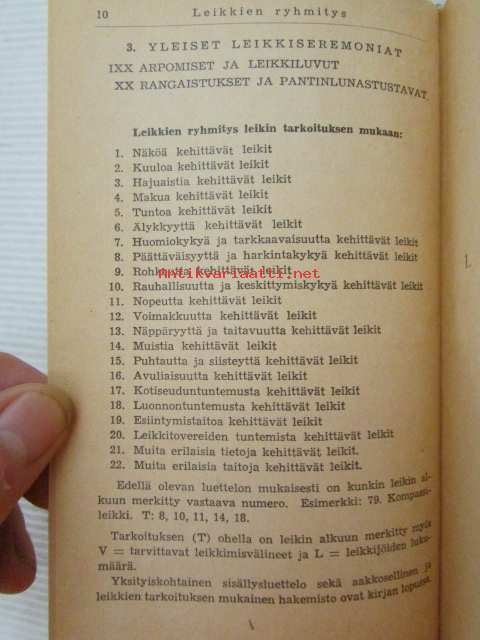 10 Leikkien ryhmitys
3. YLEISET LEIKKISEREMONIAT
IXX ARPOMISET JA LEIKKILUVUT
XX RANGAISTUKSET JA PANTINLUNASTUSTAVAT
Leikkien ryhmitys leikin tarkoituksen mukaan:
1. Näköä kehittävät leikit
2. Kuuloa kehittävät leikit
3. Hajuaistia kehittävät leikit
4. Makua kehittävät leikit
5. Tuntoa kehittävät leikit
6. Älykkyyttä kehittävät leikit
7. Huomiokykyä ja tarkkaavaisuutta kehittävät leikit
8. Päättäväisyyttä ja harkintakykyä kehittävät leikit
9. Rohkeutta kehittävät leikit
Antikvariaatti.net
10. Rauhallisuutta ja keskittymiskykyä kehittävät leikit
11. Nopeutta kehittävät leikit
12. Voimakkuutta kehittävät leikit
13. Näppäryyttä ja taitavuutta kehittävät leikit
14. Muistia kehittävät leikit
15. Puhtautta ja siisteyttä kehittävät leikit
16. Avuliaisuutta kehittävät leikit
17. Kotiseuduntuntemusta kehittävät leikit
18. Luonnontuntemusta kehittävät leikit
19. Esiintymistaitoa kehittävät leikit
20. Leikkitovereiden tuntemista kehittävät leikit
21. Muita erilaisia tietoja kehittävät leikit.
22. Muita erilaisia taitoja kehittävät leikit.
Edellä olevan luettelon mukaisesti on kunkin leikin al-
kuun merkitty vastaava numero. Esimerkki: 79. Kompassi-
leikki. T: 8, 10, 11, 14, 18.
Tarkoituksen (T) ohella on leikin alkuun merkitty myös
V = tarvittavat leikkimisvälineet ja L = leikkijöiden luku-
määrä.
Yksityiskohtainen sisällysluettelo sekä aakkosellinen ja
leikkien tarkoituksen mukainen hakemisto ovat kirjan lopussa.